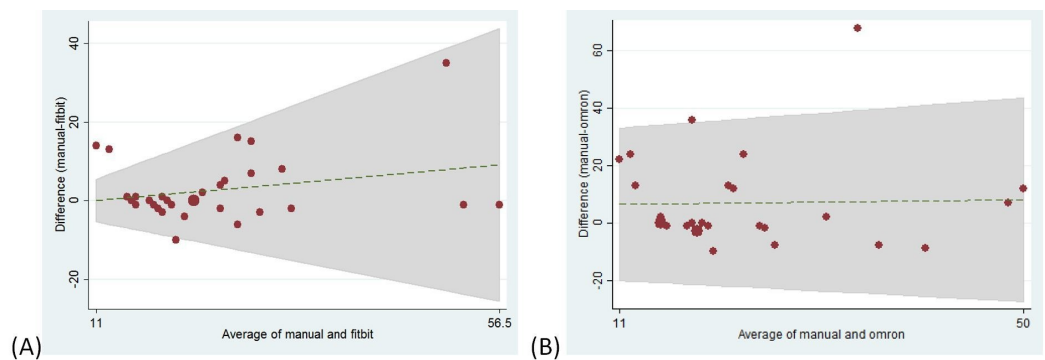 Difference (manual-fitbit)
40
20
0
20
11
56.5
Average of manual and fitbit
(A)
Difference (manual-omron)
60
40
20
0
-20
11
50
Average of manual and omron
(B)